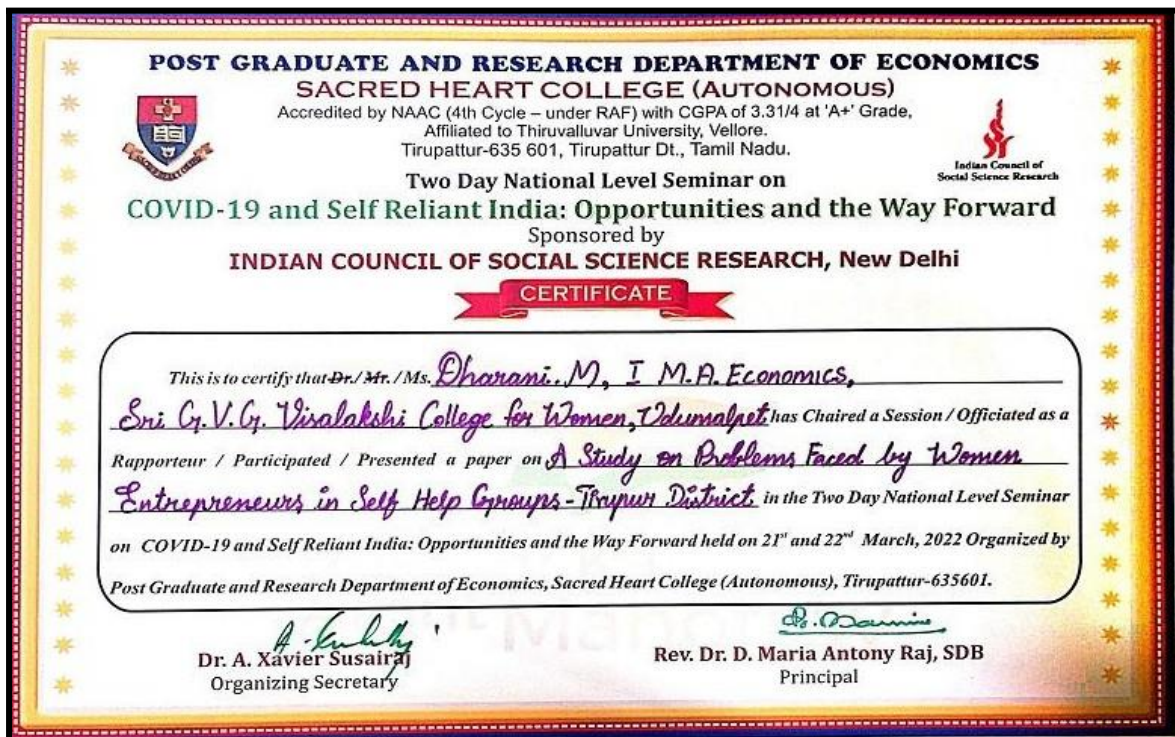 POST GRADUATE AND RESEARCH DEPARTMENT OF ECONOMICS
SACRED HEART COLLEGE (AUTONOMOUS)
Accredited by NAAC (4th Cycle – under RAF) with CGPA of 3.31/4 at 'A+' Grade,
Affiliated to Thiruvalluvar University, Vellore.
Tirupattur-635 601, Tirupattur Dt., Tamil Nadu.
SACRED HEART COLLEGE
Indian Council of
Social Science Research
Two Day National Level Seminar on
COVID-19 and Self Reliant India: Opportunities and the Way Forward
Sponsored by
INDIAN COUNCIL OF SOCIAL SCIENCE RESEARCH, New Delhi
CERTIFICATE
This is to certify that Dr./Mr./Ms. Dharani. M, I M.A. Economics,
Sri G.V.G. Visalakshi College for Women, Udumalpet has Chaired a Session / Officiated as a
Rapporteur / Participated / Presented a paper on A Study on Problems Faced by Women
Entrepreneurs in Self Help Groups - Tirupur District in the Two Day National Level Seminar
on COVID-19 and Self Reliant India: Opportunities and the Way Forward held on 21st and 22nd March, 2022 Organized by
Post Graduate and Research Department of Economics, Sacred Heart College (Autonomous), Tirupattur-635601.
Dr. A. Xavier Susairaj
Organizing Secretary
Rev. Dr. D. Maria Antony Raj, SDB
Principal